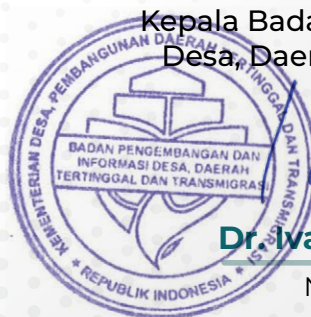 Kepala Bada
Desa, Daer
KEMENTERIAN DESA, PEMBANGUNAN DAERAH TERTINGGAL DAN TRANSMIGRASI
BADAN PENGEMBANGAN DAN
INFORMASI DESA, DAERAH
TERTINGGAL DAN TRANSMIGRASI
* REPUBLIK INDONESIA *
Dr. Iva
N